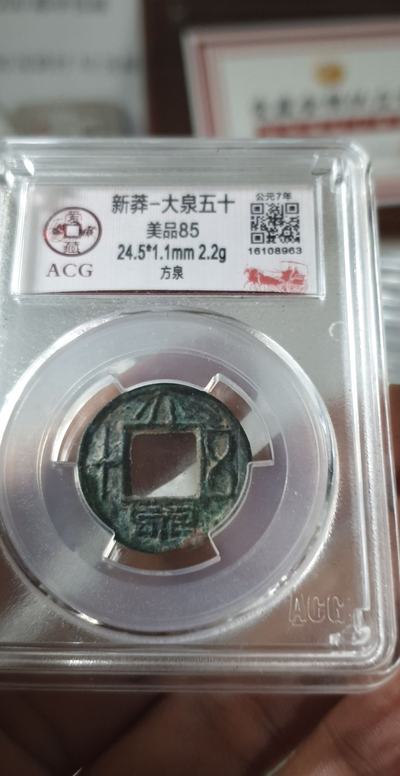 新莽-大泉五十
美品85
24.5*1.1mm 2.2g
方泉
公元7年
16108963
ACG
大
五十
泉
ACG